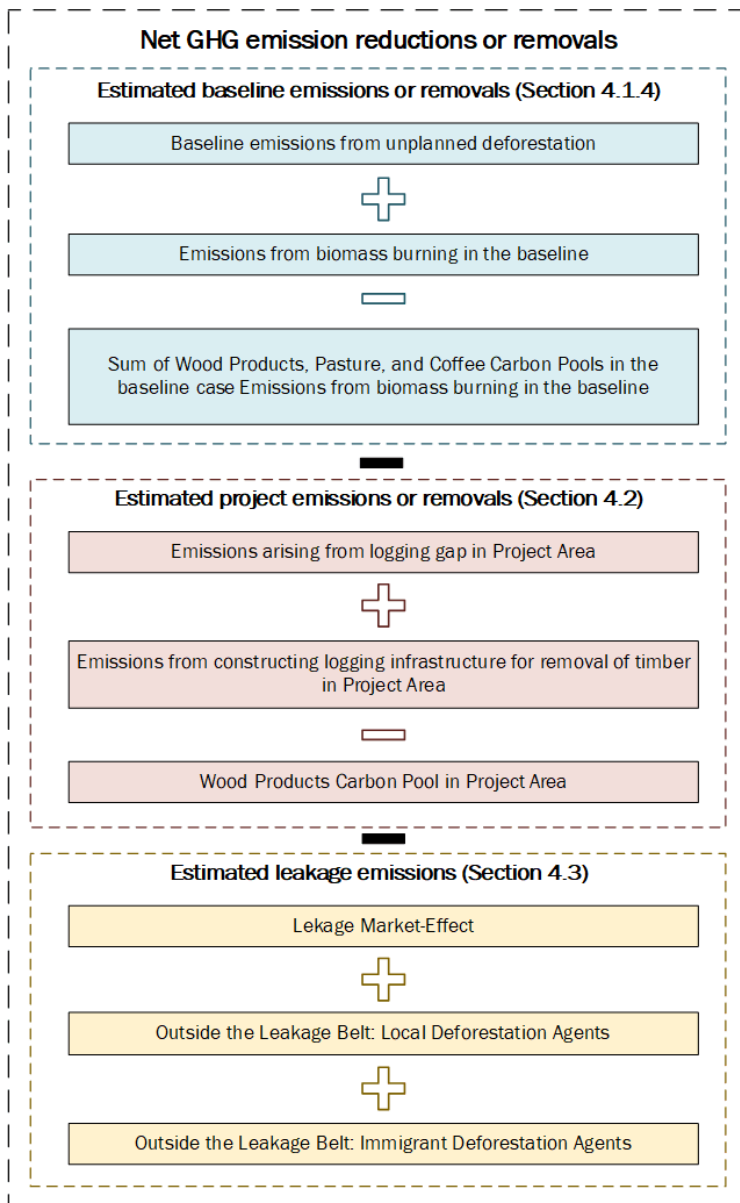 Net GHG emission reductions or removals
Estimated baseline emissions or removals (Section 4.1.4)
Baseline emissions from unplanned deforestation
Emissions from biomass burning in the baseline
Sum of Wood Products, Pasture, and Coffee Carbon Pools in the
baseline case Emissions from biomass burning in the baseline
Estimated project emissions or removals (Section 4.2)
Emissions arising from logging gap in Project Area
Emissions from constructing logging infrastructure for removal of timber
in Project Area
Wood Products Carbon Pool in Project Area
Estimated leakage emissions (Section 4.3)
Lekage Market-Effect
Outside the Leakage Belt: Local Deforestation Agents
Outside the Leakage Belt: Immigrant Deforestation Agents